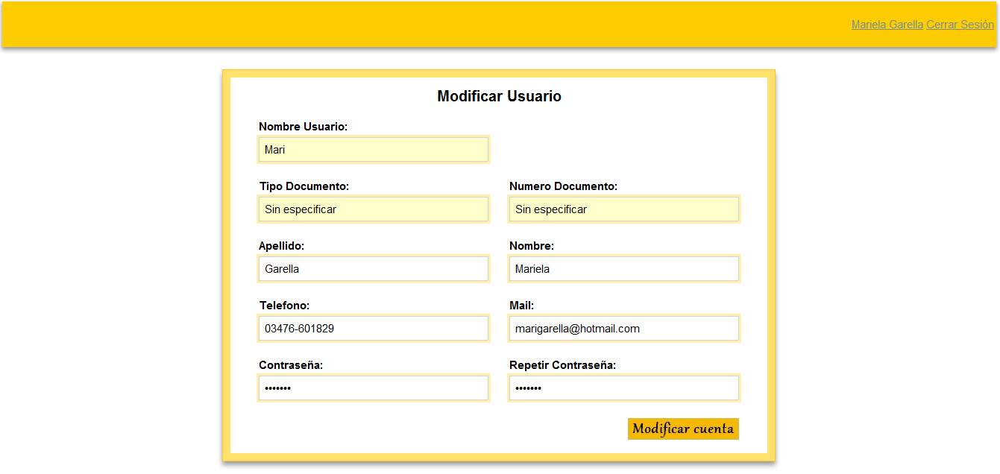 Mariela Garella Cerrar Sesión
Modificar Usuario
Nombre Usuario:
Mari
Tipo Documento: Numero Documento:
Sin especificar Sin especificar
Apellido: Nombre:
Garella Mariela
Telefono: Mail:
03476-601829 marigarella@hotmail.com
Contraseña: Repetir Contraseña:
••••••• •••••••
Modificar cuenta